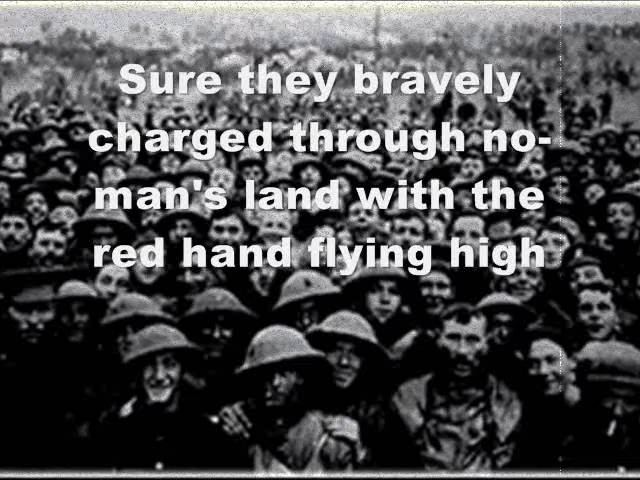 Sure they bravely
charged through no-
man's land with the
red hand flying high